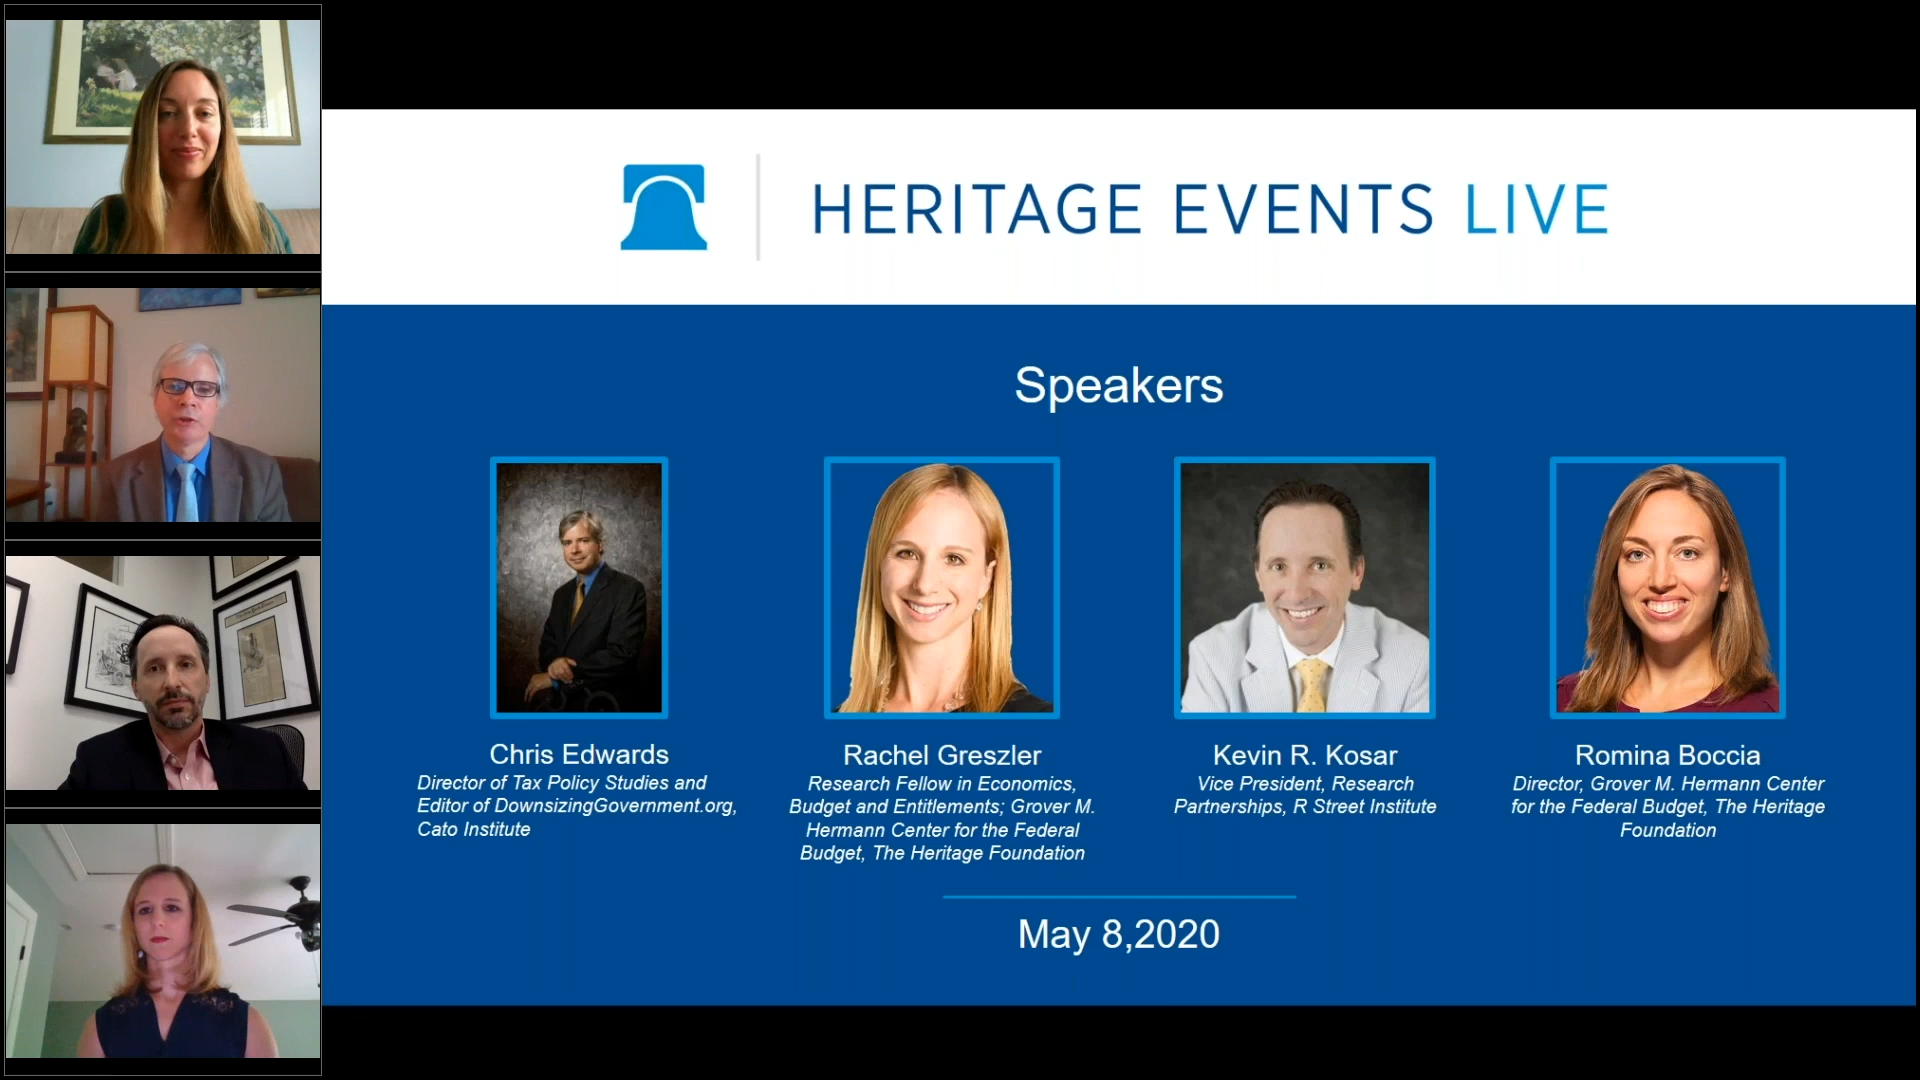 HERITAGE EVENTS LIVE
Speakers
Chris Edwards
Director of Tax Policy Studies and
Editor of DownsizingGovernment.org,
Cato Institute
Rachel Greszler
Research Fellow in Economics,
Budget and Entitlements; Grover M.
Hermann Center for the Federal
Budget, The Heritage Foundation
Kevin R. Kosar
Vice President, Research
Partnerships, R Street Institute
Romina Boccia
Director, Grover M. Hermann Center
for the Federal Budget, The Heritage
Foundation
May 8,2020